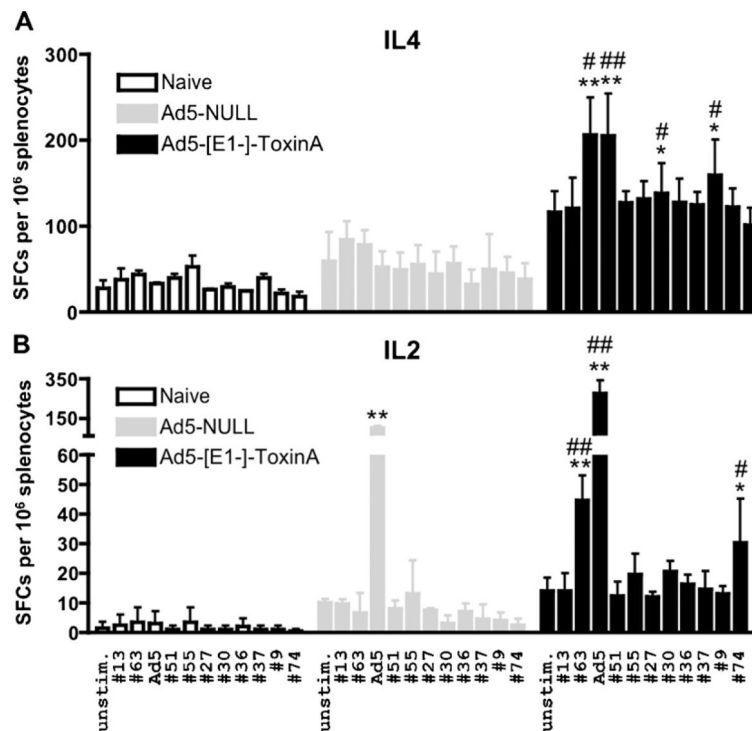 A
IL4
300
200
100
0
SFCs per 10⁶ splenocytes
Naive
Ad5-NULL
Ad5-[E1-]-ToxinA
# ## # #
** ** * *
B
IL2
350
150
60
50
40
30
20
10
0
SFCs per 10⁶ splenocytes
Naive
Ad5-NULL
Ad5-[E1-]-ToxinA
**
##
**
##
**
#
*
unstim.
#13
#63
Ad5
#51
#55
#27
#30
#36
#37
#9
#74
unstim.
#13
#63
Ad5
#51
#55
#27
#30
#36
#37
#9
#74
unstim.
#13
#63
Ad5
#51
#55
#27
#30
#36
#37
#9
#74